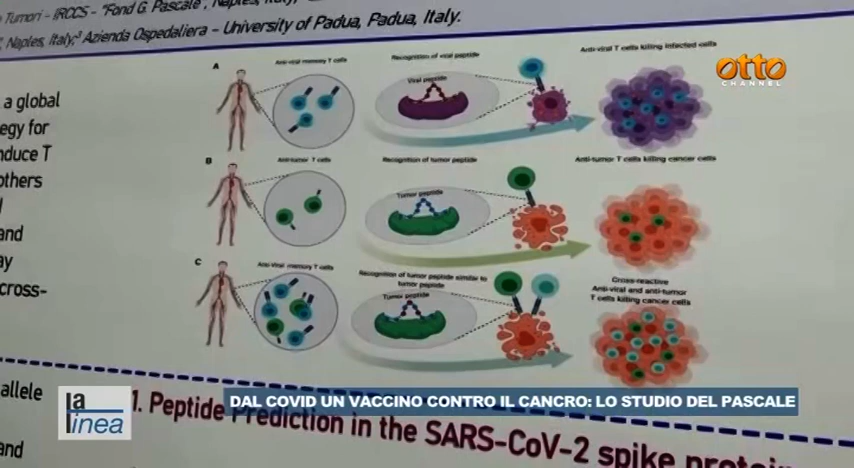 Tumori - IRCCS - "Fond G. Pascale", Naples, Italy,
Naples, Italy;³ Azienda Ospedaliera – University of Padua, Padua, Italy.
otto
CHANNEL
a global
egy for
nduce T
others
and
ay
cross-
A
Anti-viral memory T cells
Recognition of viral peptide
Viral peptide
Anti-viral T cells killing infected cells
B
Anti-tumor T cells
Recognition of tumor peptide
Tumor peptide
Anti-tumor T cells killing cancer cells
C
Anti-viral memory T cells
Recognition of tumor peptide similar to
tumor peptide
Tumor peptide
Cross-reactive
Anti-viral and anti-tumor
T cells killing cancer cells
allele
and
la
linea
DAL COVID UN VACCINO CONTRO IL CANCRO: LO STUDIO DEL PASCALE
1. Peptide Prediction in the SARS-CoV-2 spike protei